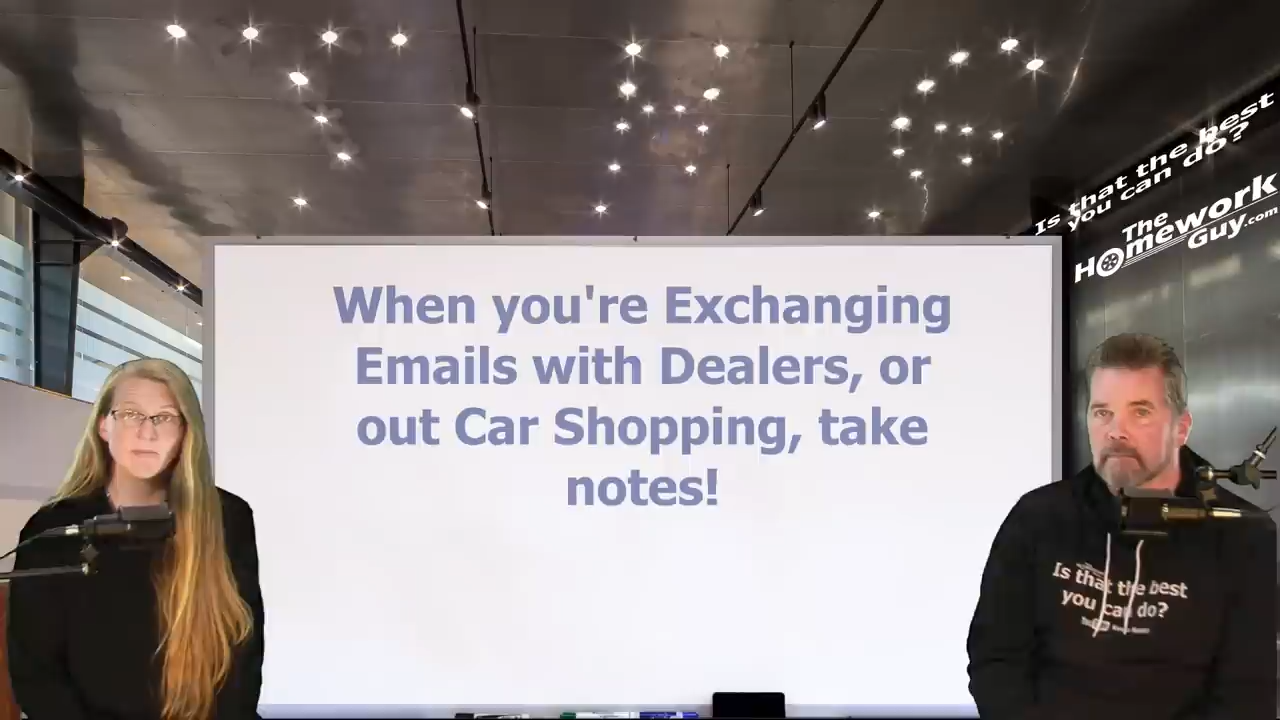 Is that the best
you can do?
The
Homework
Guy.com
When you're Exchanging
Emails with Dealers, or
out Car Shopping, take
notes!
Is that the best
you can do?